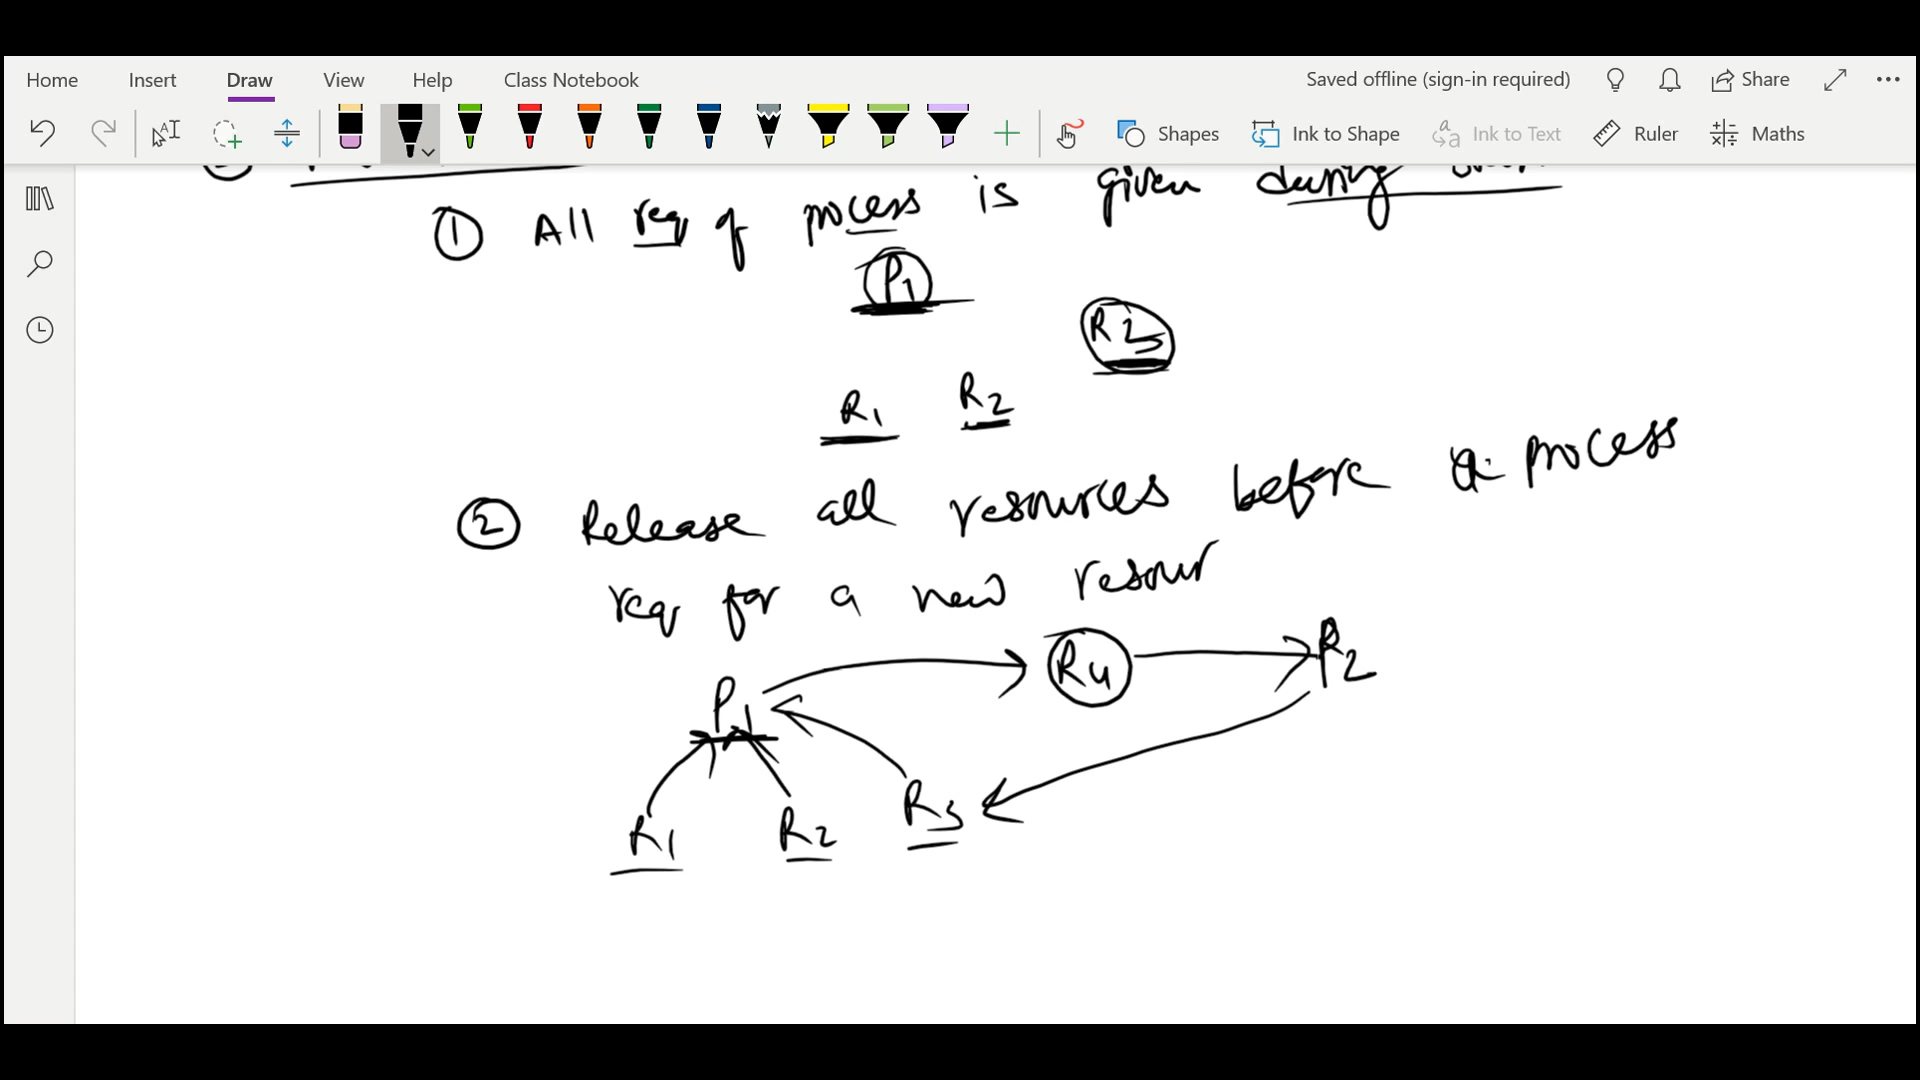 Home Insert Draw View Help Class Notebook Saved offline (sign-in required) Share
Shapes Ink to Shape Ink to Text Ruler Maths
① All req of process is given during
P1
R3
R1 R2
② Release all resources before a process
req for a new resour
P1 R4 P2
R1 R2 R3